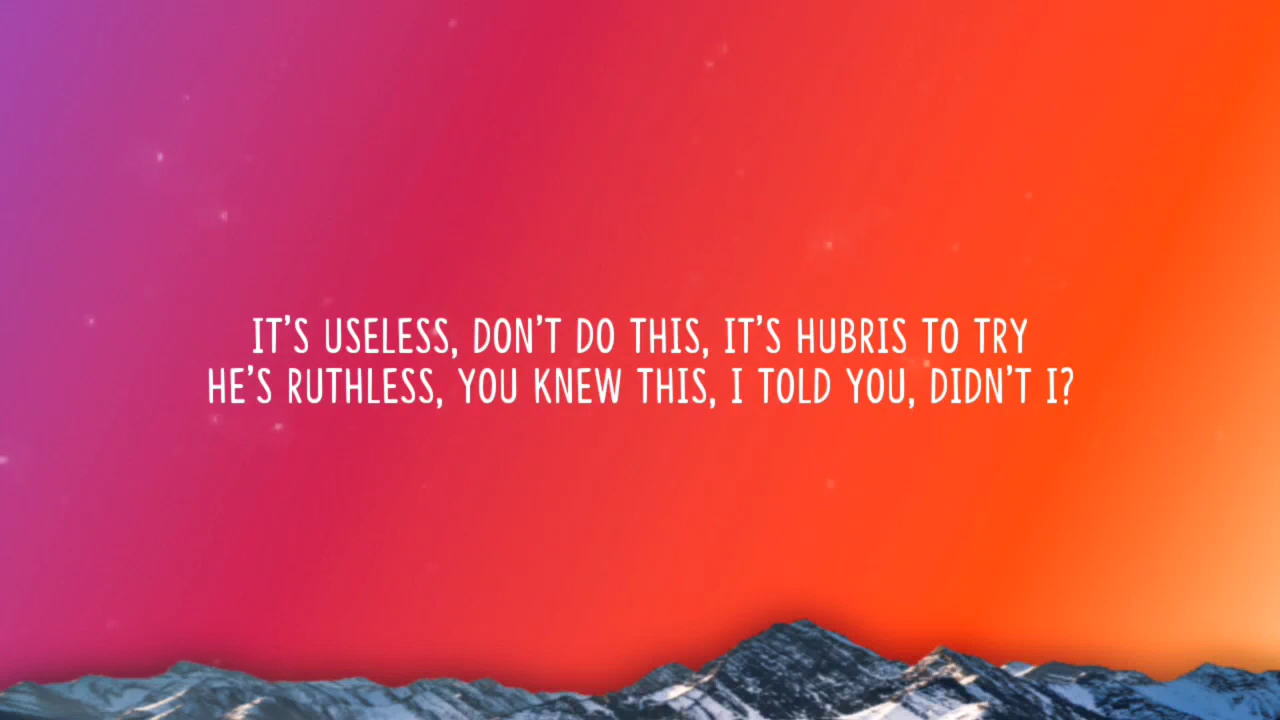 IT'S USELESS, DON'T DO THIS, IT'S HUBRIS TO TRY
HE'S RUTHLESS, YOU KNEW THIS, I TOLD YOU, DIDN'T I?